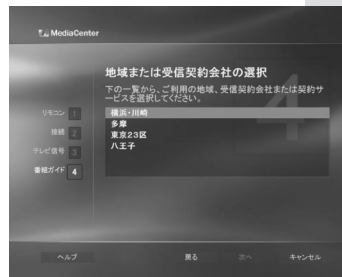 MediaCenter
地域または受信契約会社の選択
下の一覧から、ご利用の地域、受信契約会社または契約サ
ービスを選択してください。
横浜・川崎
多摩
東京23区
八王子
リモコン 1
接続 2
テレビ信号 3
番組ガイド 4
4
ヘルプ 戻る 次へ キャンセル